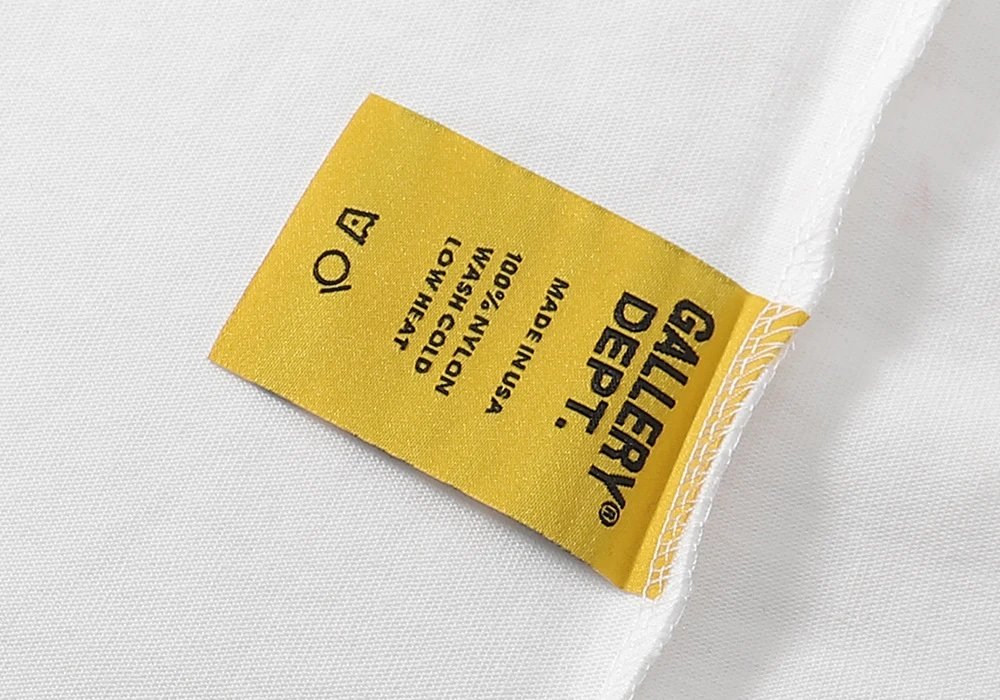 GALLERY
DEPT.®
MADE IN USA
100% NYLON
WASH COLD
LOW HEAT